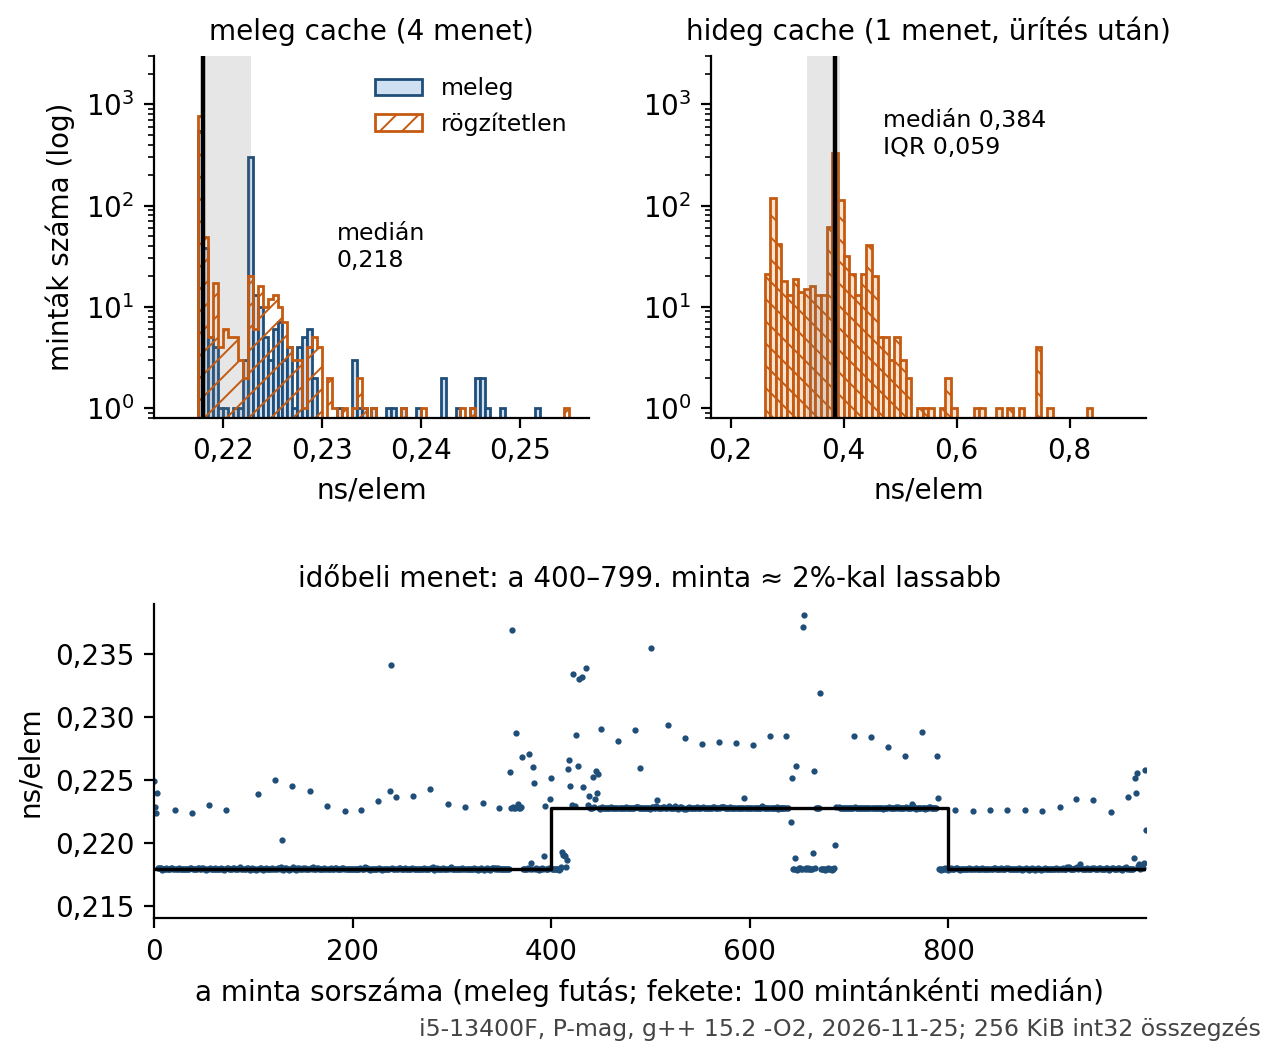 meleg cache (4 menet)
hideg cache (1 menet, ürítés után)
minták száma (log)
10³
10²
10¹
10⁰
meleg
rögzítetlen
medián
0,218
0,22
0,23
0,24
0,25
ns/elem
10³
10²
10¹
10⁰
medián 0,384
IQR 0,059
0,2
0,4
0,6
0,8
ns/elem
időbeli menet: a 400–799. minta ≈ 2%-kal lassabb
ns/elem
0,235
0,230
0,225
0,220
0,215
0
200
400
600
800
a minta sorszáma (meleg futás; fekete: 100 mintánkénti medián)
i5-13400F, P-mag, g++ 15.2 -O2, 2026-11-25; 256 KiB int32 összegzés